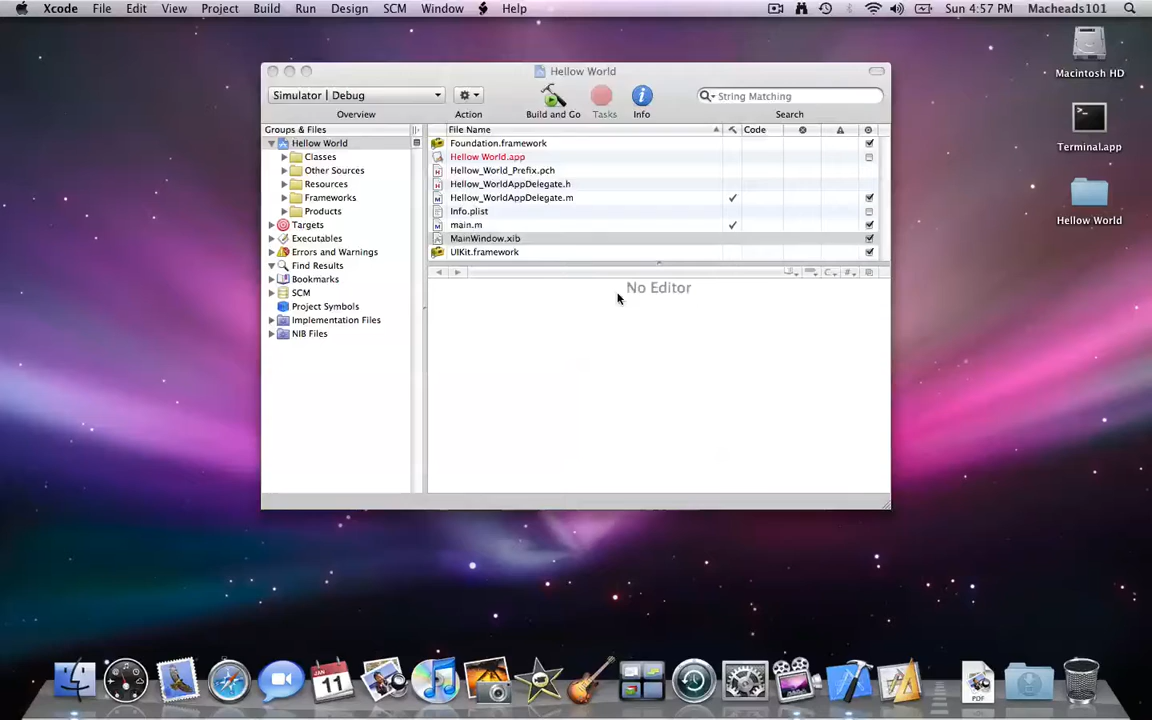 Xcode File Edit View Project Build Run Design SCM Window Help Sun 4:57 PM Macheads101
Macintosh HD
Terminal.app
Hellow World
Hellow World
Simulator | Debug
String Matching
Overview Action Build and Go Tasks Info Search
Groups & Files
Hellow World
Classes
Other Sources
Resources
Frameworks
Products
Targets
Executables
Errors and Warnings
Find Results
Bookmarks
SCM
Project Symbols
Implementation Files
NIB Files
File Name Code
Foundation.framework
Hellow World.app
Hellow_World_Prefix.pch
Hellow_WorldAppDelegate.h
Hellow_WorldAppDelegate.m
Info.plist
main.m
MainWindow.xib
UIKit.framework
C #
No Editor
JAN
11
PDF